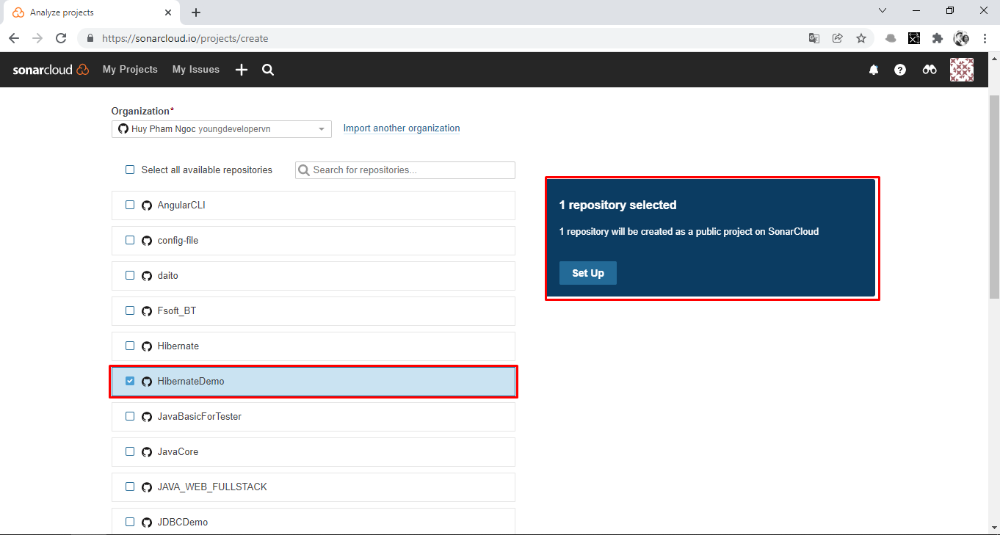 Analyze projects
https://sonarcloud.io/projects/create
sonarcloud My Projects My Issues
Organization*
Huy Pham Ngoc youngdevelopervn Import another organization
Select all available repositories Search for repositories...
AngularCLI
config-file
daito
Fsoft_BT
Hibernate
HibernateDemo
JavaBasicForTester
JavaCore
JAVA_WEB_FULLSTACK
JDBCDemo
1 repository selected
1 repository will be created as a public project on SonarCloud
Set Up